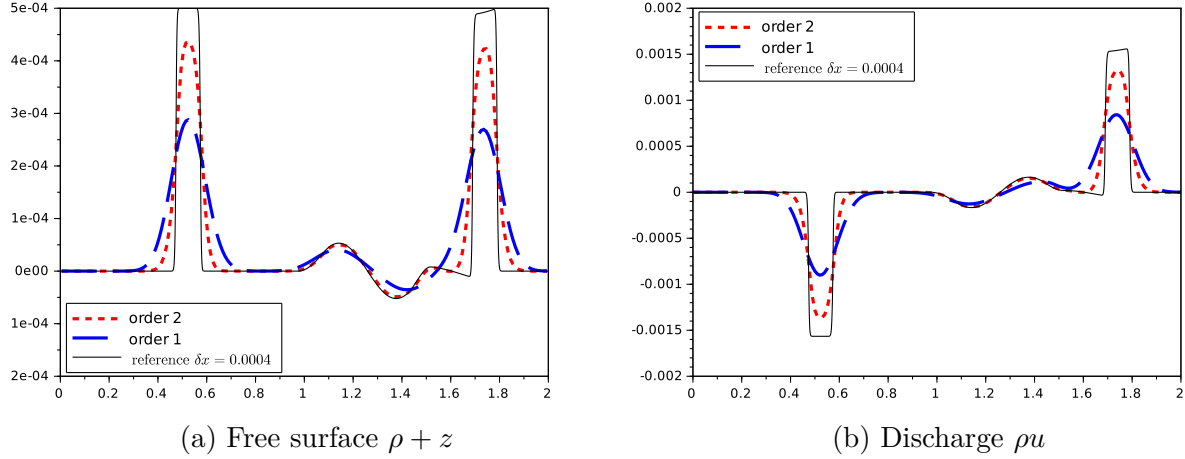 5e-04
4e-04
3e-04
2e-04
1e-04
0e00
1e-04
2e-04
0 0.2 0.4 0.6 0.8 1 1.2 1.4 1.6 1.8 2
order 2
order 1
reference δx = 0.0004
(a) Free surface ρ + z
0.002
0.0015
0.001
0.0005
0
-0.0005
-0.001
-0.0015
-0.002
0 0.2 0.4 0.6 0.8 1 1.2 1.4 1.6 1.8 2
order 2
order 1
reference δx = 0.0004
(b) Discharge ρu